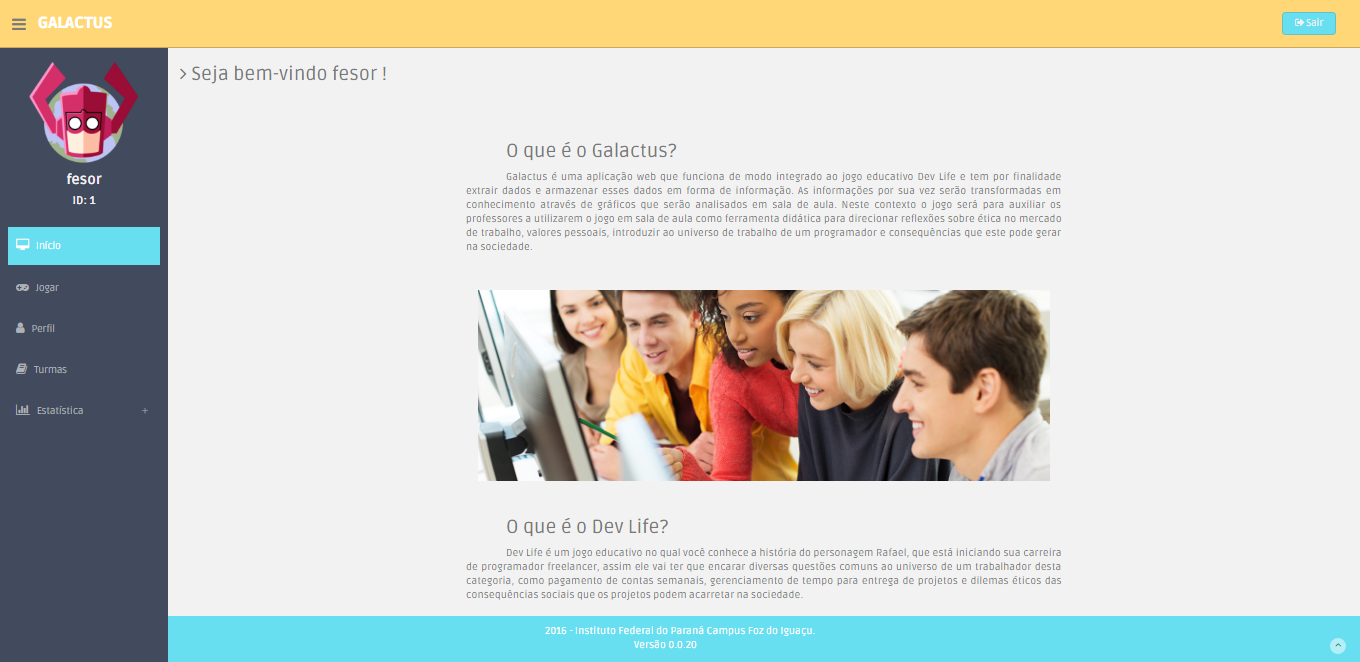 GALACTUS
Sair
fesor
ID: 1
Início
Jogar
Perfil
Turmas
Estatística +
Seja bem-vindo fesor !
O que é o Galactus?
Galactus é uma aplicação web que funciona de modo integrado ao jogo educativo Dev Life e tem por finalidade
extrair dados e armazenar esses dados em forma de informação. As informações por sua vez serão transformadas em
conhecimento através de gráficos que serão analisados em sala de aula. Neste contexto o jogo será para auxiliar os
professores a utilizarem o jogo em sala de aula como ferramenta didática para direcionar reflexões sobre ética no mercado
de trabalho, valores pessoais, introduzir ao universo de trabalho de um programador e consequências que este pode gerar
na sociedade.
O que é o Dev Life?
Dev Life é um jogo educativo no qual você conhece a história do personagem Rafael, que está iniciando sua carreira
de programador freelancer, assim ele vai ter que encarar diversas questões comuns ao universo de um trabalhador desta
categoria, como pagamento de contas semanais, gerenciamento de tempo para entrega de projetos e dilemas éticos das
consequências sociais que os projetos podem acarretar na sociedade.
2016 - Instituto Federal do Paraná Campus Foz do Iguaçu.
Versão 0.0.20